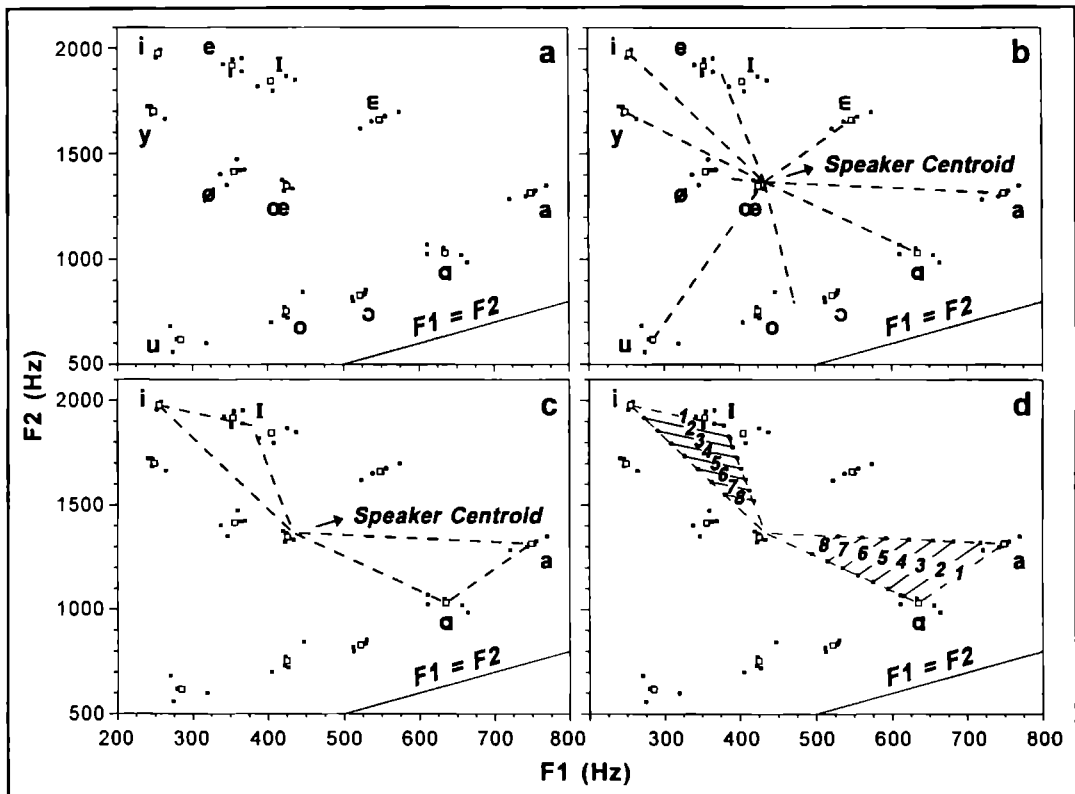 F2 (Hz)
F1 (Hz)
2000
1500
1000
500
2000
1500
1000
500
200 300 400 500 600 700 800
300 400 500 600 700 800
a
i e I
ɛ
y
ø œ
a
ɑ
o ɔ
u
F1 = F2
b
i e I
ɛ
y
Speaker Centroid
ø œ
a
ɑ
o ɔ
u
F1 = F2
c
i I
Speaker Centroid
a
ɑ
F1 = F2
d
i I
1
2
3
4
5
6
7
8
8 7 6 5 4 3 2 1
a
ɑ
F1 = F2